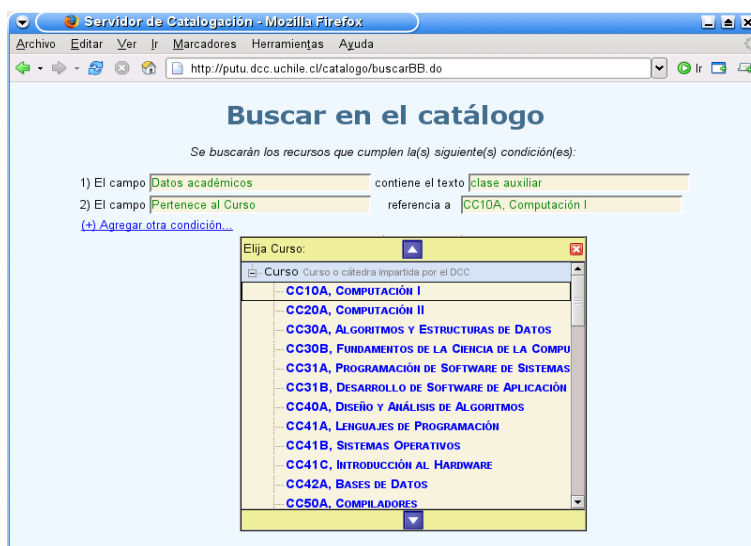 Servidor de Catalogación - Mozilla Firefox
Archivo Editar Ver Ir Marcadores Herramientas Ayuda
http://putu.dcc.uchile.cl/catalogo/buscarBB.do Ir
Buscar en el catálogo
Se buscarán los recursos que cumplen la(s) siguiente(s) condición(es):
1) El campo Datos académicos contiene el texto clase auxiliar
2) El campo Pertenece al Curso referencia a CC10A, Computación I
(+) Agregar otra condición...
Elija Curso:
Curso Curso o cátedra impartida por el DCC
CC10A, Computación I
CC20A, Computación II
CC30A, Algoritmos y Estructuras de Datos
CC30B, Fundamentos de la Ciencia de la Compu
CC31A, Programación de Software de Sistemas
CC31B, Desarrollo de Software de Aplicación
CC40A, Diseño y Análisis de Algoritmos
CC41A, Lenguajes de Programación
CC41B, Sistemas Operativos
CC41C, Introducción al Hardware
CC42A, Bases de Datos
CC50A, Compiladores